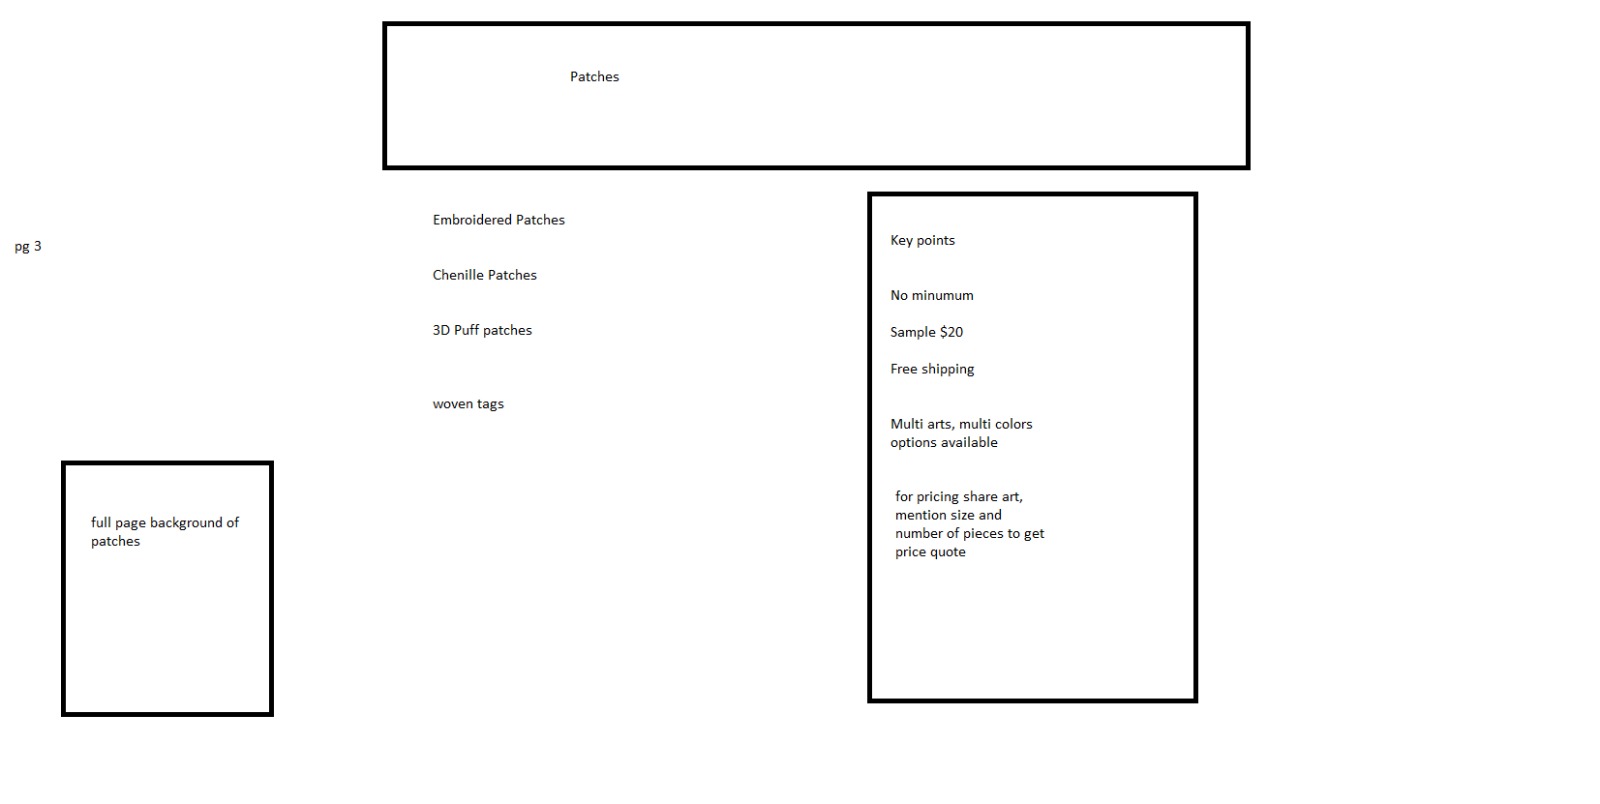 Patches
pg 3
Embroidered Patches
Chenille Patches
3D Puff patches
woven tags
Key points
No minumum
Sample $20
Free shipping
Multi arts, multi colors
options available
for pricing share art,
mention size and
number of pieces to get
price quote
full page background of
patches